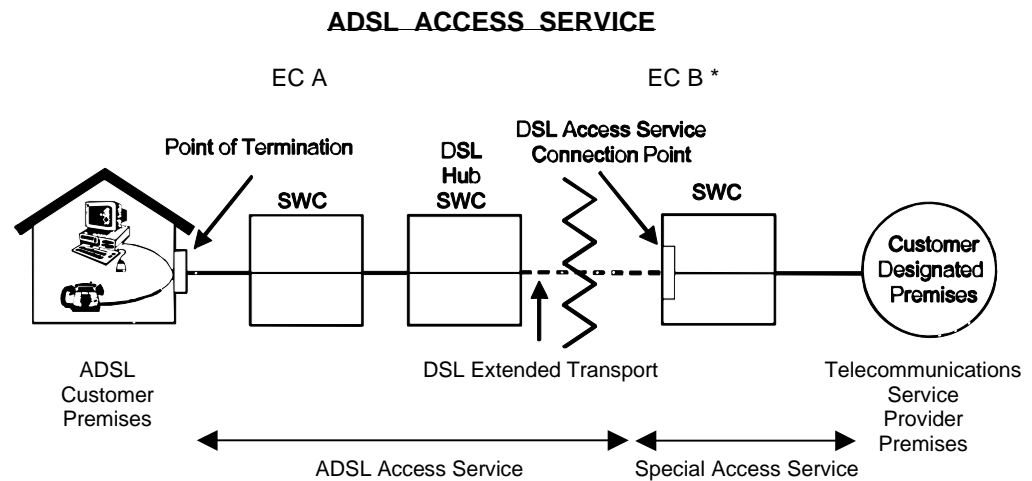 ADSL ACCESS SERVICE
EC A
EC B *
Point of Termination
SWC
DSL
Hub
SWC
DSL Access Service
Connection Point
SWC
Customer
Designated
Premises
ADSL
Customer
Premises
DSL Extended Transport
Telecommunications
Service
Provider
Premises
ADSL Access Service
Special Access Service